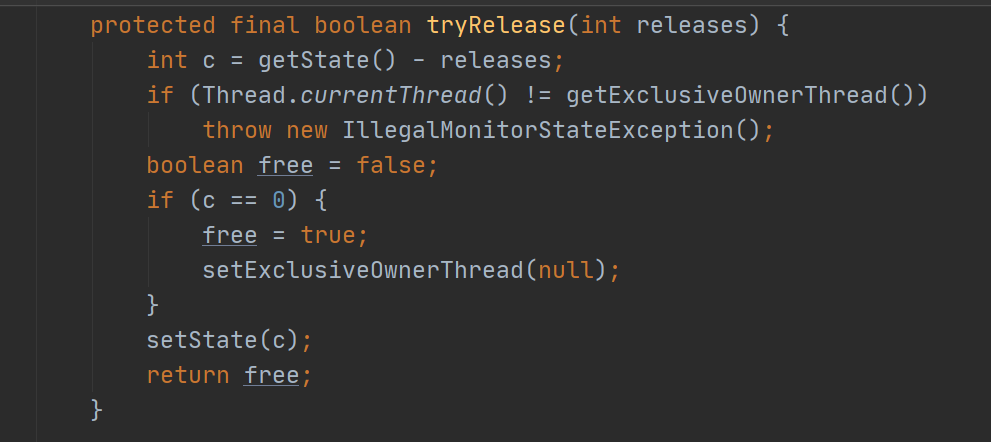 protected final boolean tryRelease(int releases) {
int c = getState() - releases;
if (Thread.currentThread() != getExclusiveOwnerThread())
throw new IllegalMonitorStateException();
boolean free = false;
if (c == 0) {
free = true;
setExclusiveOwnerThread(null);
}
setState(c);
return free;
}